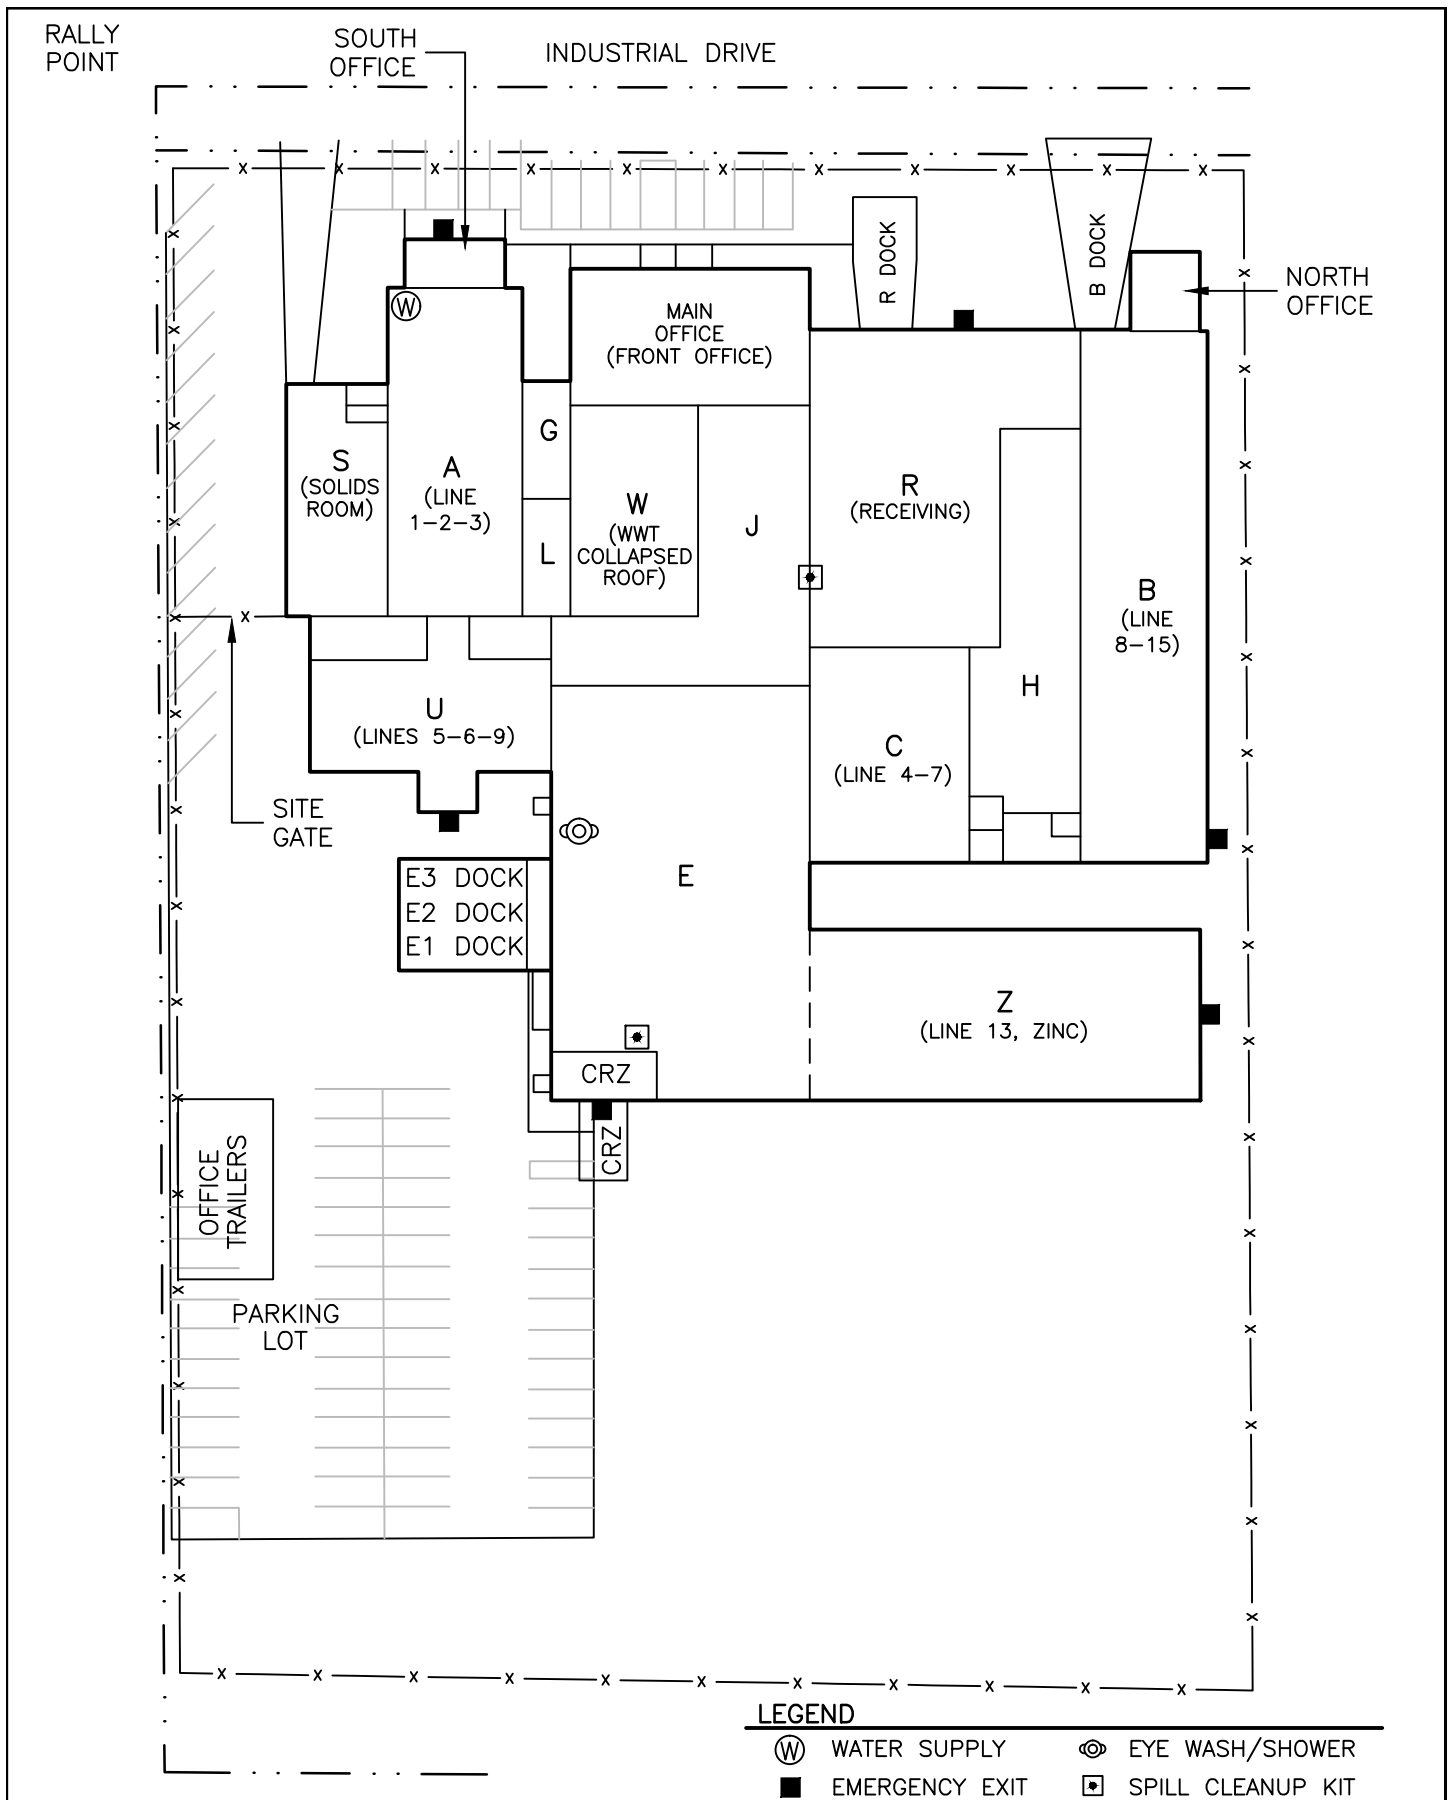 RALLY
POINT
SOUTH
OFFICE
INDUSTRIAL DRIVE
R DOCK
B DOCK
NORTH
OFFICE
W
MAIN
OFFICE
(FRONT OFFICE)
G
S
(SOLIDS
ROOM)
A
(LINE
1-2-3)
L
W
(WWT
COLLAPSED
ROOF)
J
R
(RECEIVING)
B
(LINE
8-15)
H
U
(LINES 5-6-9)
C
(LINE 4-7)
SITE
GATE
E3 DOCK
E2 DOCK
E1 DOCK
E
Z
(LINE 13, ZINC)
CRZ
CRZ
OFFICE
TRAILERS
PARKING
LOT
LEGEND
W WATER SUPPLY
EYE WASH/SHOWER
EMERGENCY EXIT
SPILL CLEANUP KIT